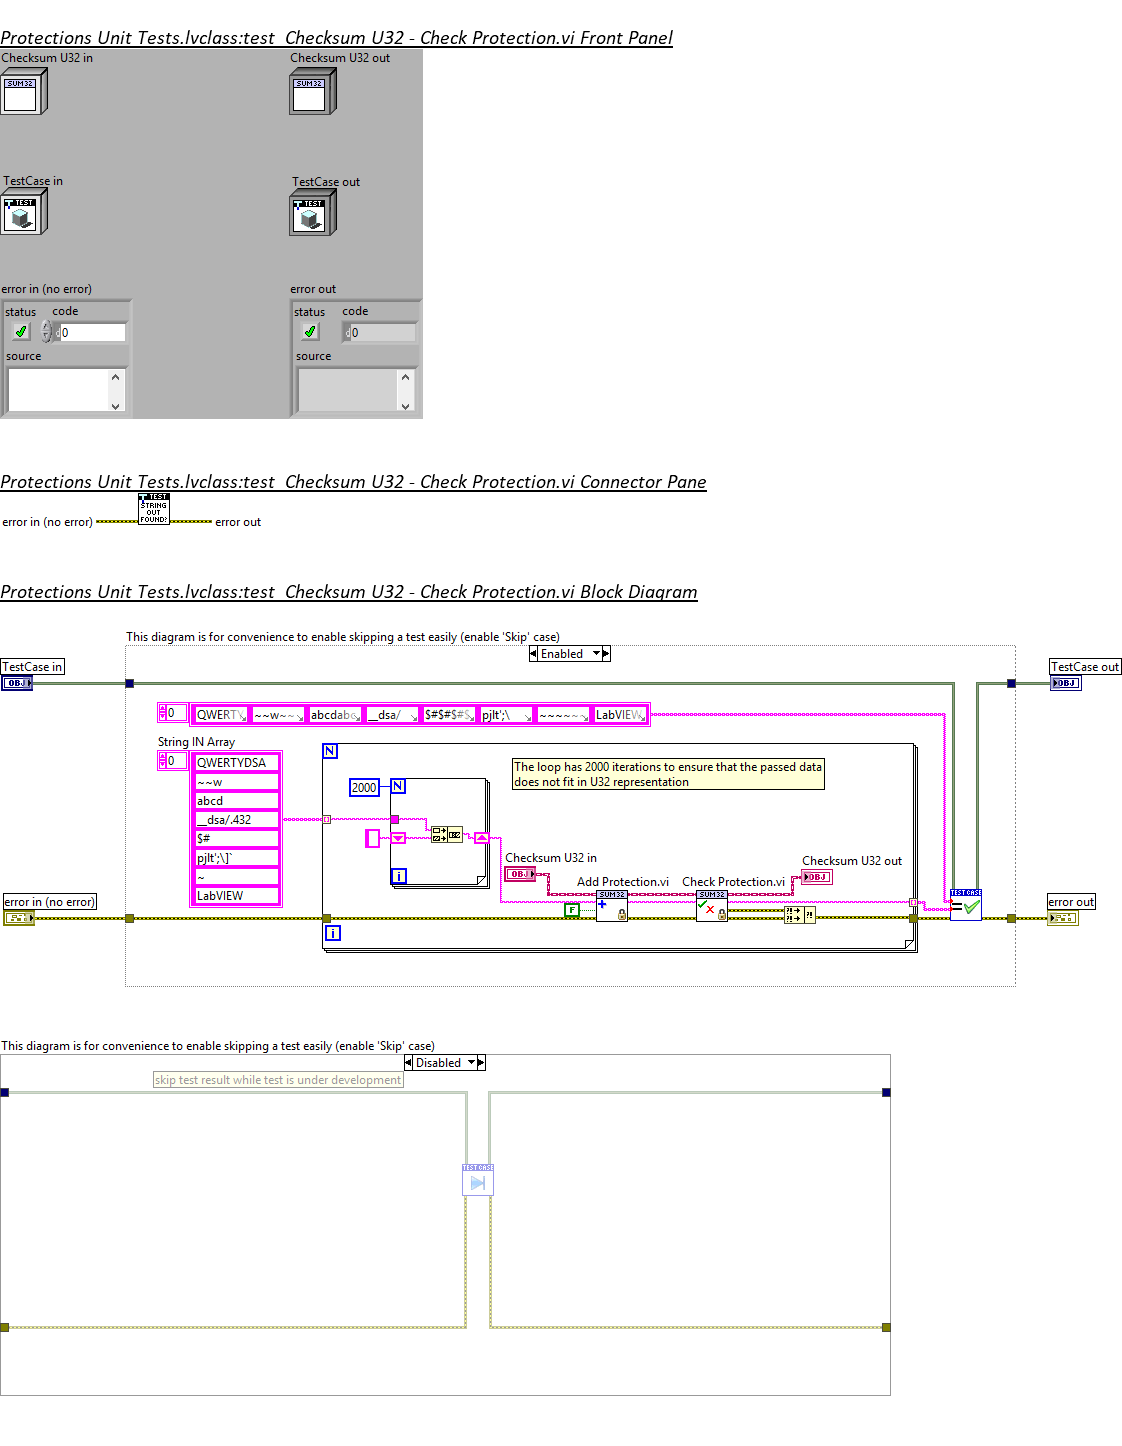 Protections Unit Tests.lvclass:test_Checksum U32 - Check Protection.vi Front Panel
Checksum U32 in
Checksum U32 out
SUM32
SUM32
TestCase in
TestCase out
TEST
TEST
error in (no error)
error out
status code
status code
0
0
source
source
Protections Unit Tests.lvclass:test_Checksum U32 - Check Protection.vi Connector Pane
TEST
STRING
OUT
FOUND?
error in (no error)
error out
Protections Unit Tests.lvclass:test_Checksum U32 - Check Protection.vi Block Diagram
This diagram is for convenience to enable skipping a test easily (enable 'Skip' case)
Enabled
TestCase in
OBJ
TestCase out
OBJ
0 QWERTY ~~w~~ abcdabc __dsa/ $#$#$#$ pjlt';\ ~~~~~ LabVIEW
String IN Array
0
QWERTYDSA
~~w
abcd
__dsa/.432
$#
pjlt';\]`
~
LabVIEW
N
The loop has 2000 iterations to ensure that the passed data
does not fit in U32 representation
2000 N
i
Checksum U32 in
OBJ
Checksum U32 out
OBJ
Add Protection.vi
Check Protection.vi
SUM32
SUM32
F
TEST CASE
error in (no error)
error out
i
This diagram is for convenience to enable skipping a test easily (enable 'Skip' case)
Disabled
skip test result while test is under development
TEST CASE